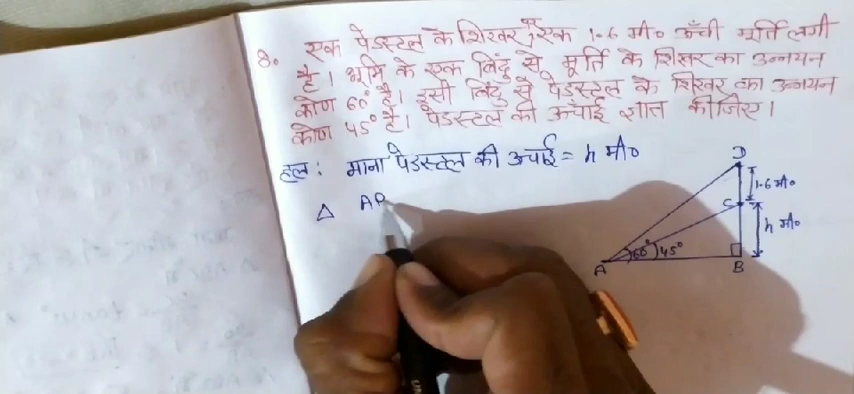 8. एक पेडस्टल के शिखर पर एक 1.6 मी० ऊँची मूर्ति लगी
है। भूमि के एक बिंदु से मूर्ति के शिखर का उन्नयन
कोण 60° है। इसी बिंदु से पेडस्टल के शिखर का उन्नयन
कोण 45° है। पेडस्टल की ऊँचाई ज्ञात कीजिए।
हल: माना पेडस्टल की ऊँचाई = h मी०
Δ AB
D
1.6 मी०
C
h मी०
60° 45°
A B